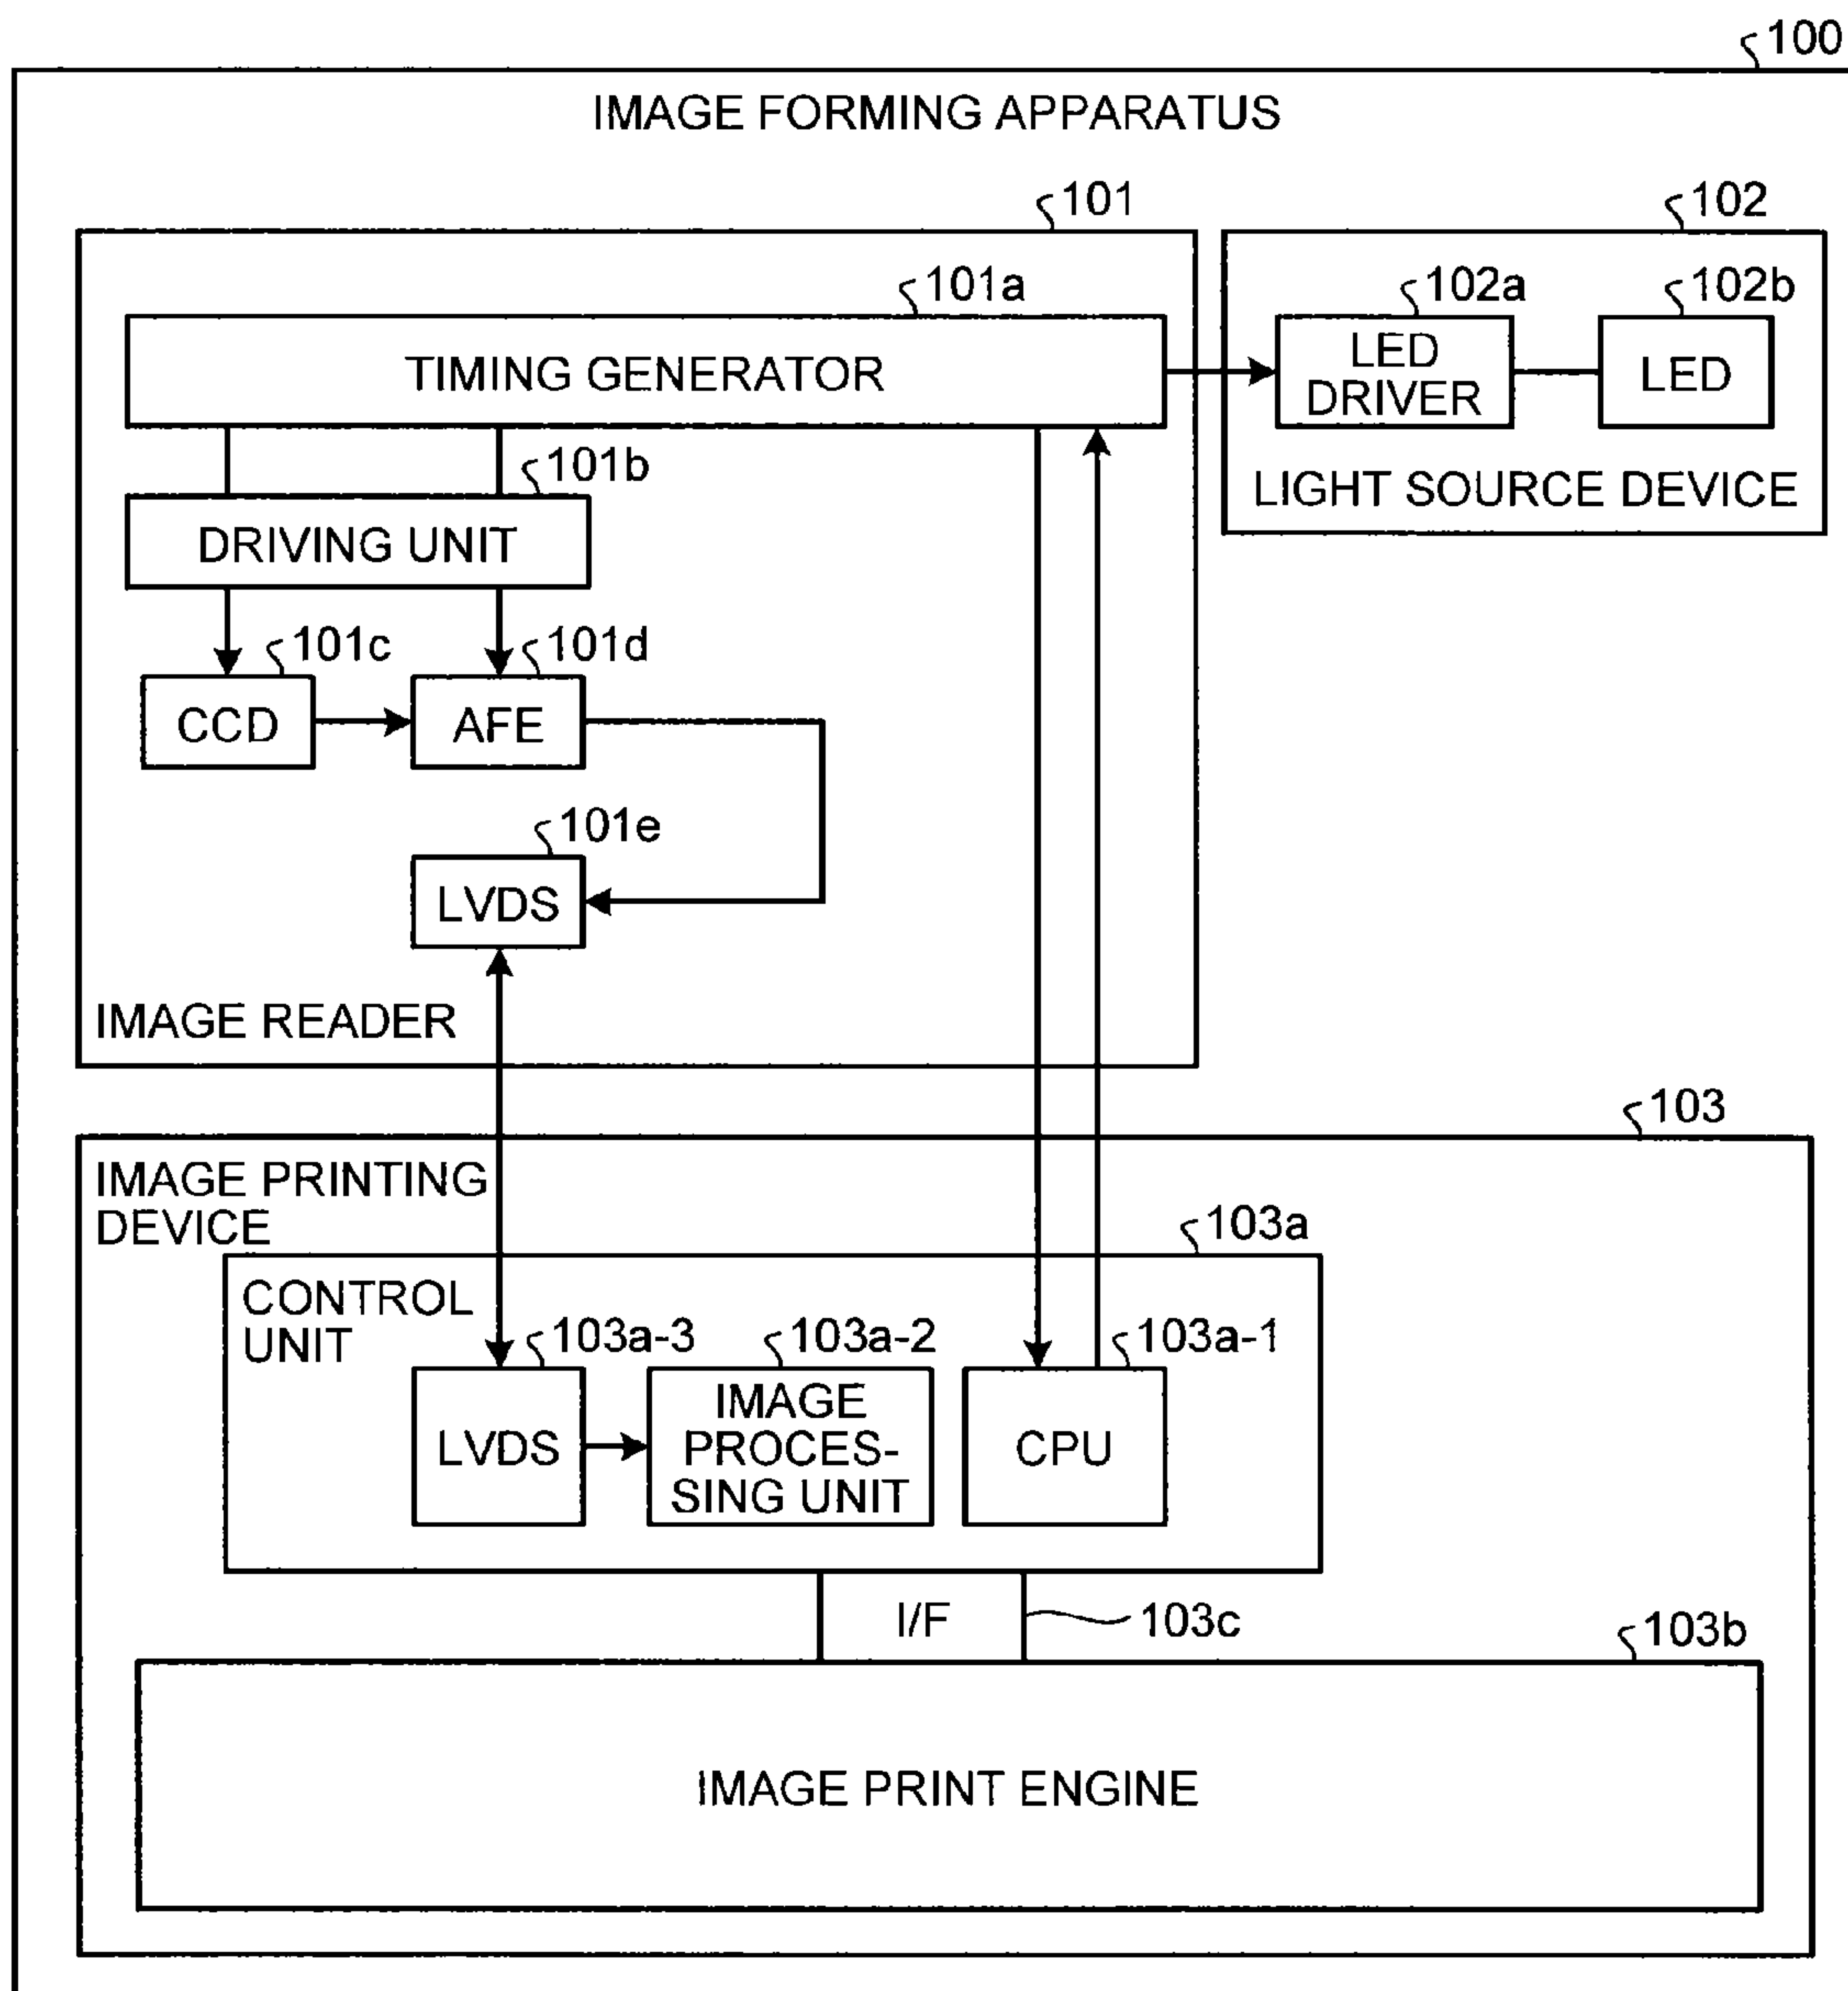 100
IMAGE FORMING APPARATUS
101
102
101a
102a
102b
TIMING GENERATOR
LED
DRIVER
LED
101b
LIGHT SOURCE DEVICE
DRIVING UNIT
101c
101d
CCD
AFE
101e
LVDS
IMAGE READER
103
IMAGE PRINTING
DEVICE
103a
CONTROL
UNIT
103a-3
103a-2
103a-1
LVDS
IMAGE
PROCES-
SING UNIT
CPU
I/F
103c
103b
IMAGE PRINT ENGINE